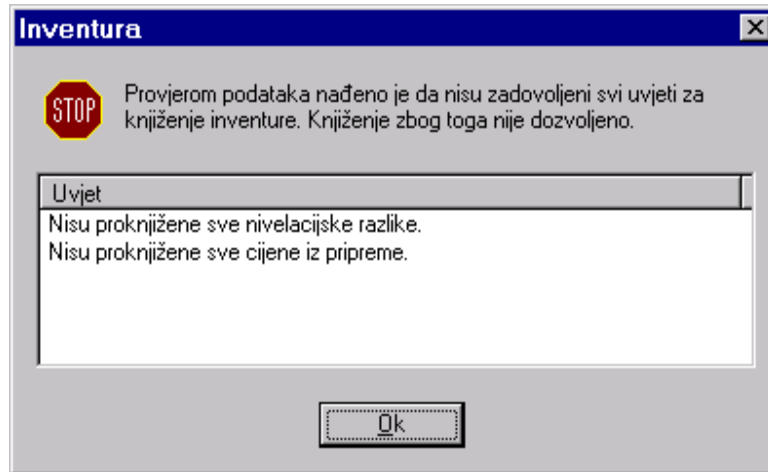 Inventura
STOP
Provjerom podataka nađeno je da nisu zadovoljeni svi uvjeti za
knjiženje inventure. Knjiženje zbog toga nije dozvoljeno.
Uvjet
Nisu proknjižene sve nivelacijske razlike.
Nisu proknjižene sve cijene iz pripreme.
Ok